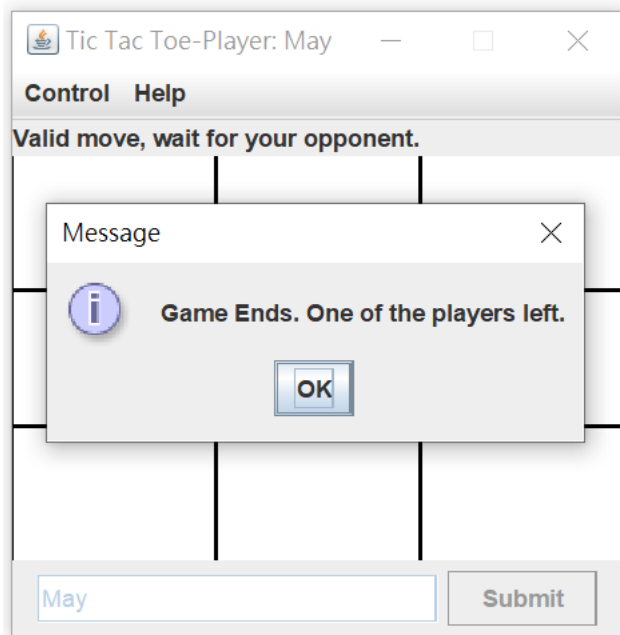 Tic Tac Toe-Player: May
Control Help
Valid move, wait for your opponent.
Message
Game Ends. One of the players left.
OK
May
Submit